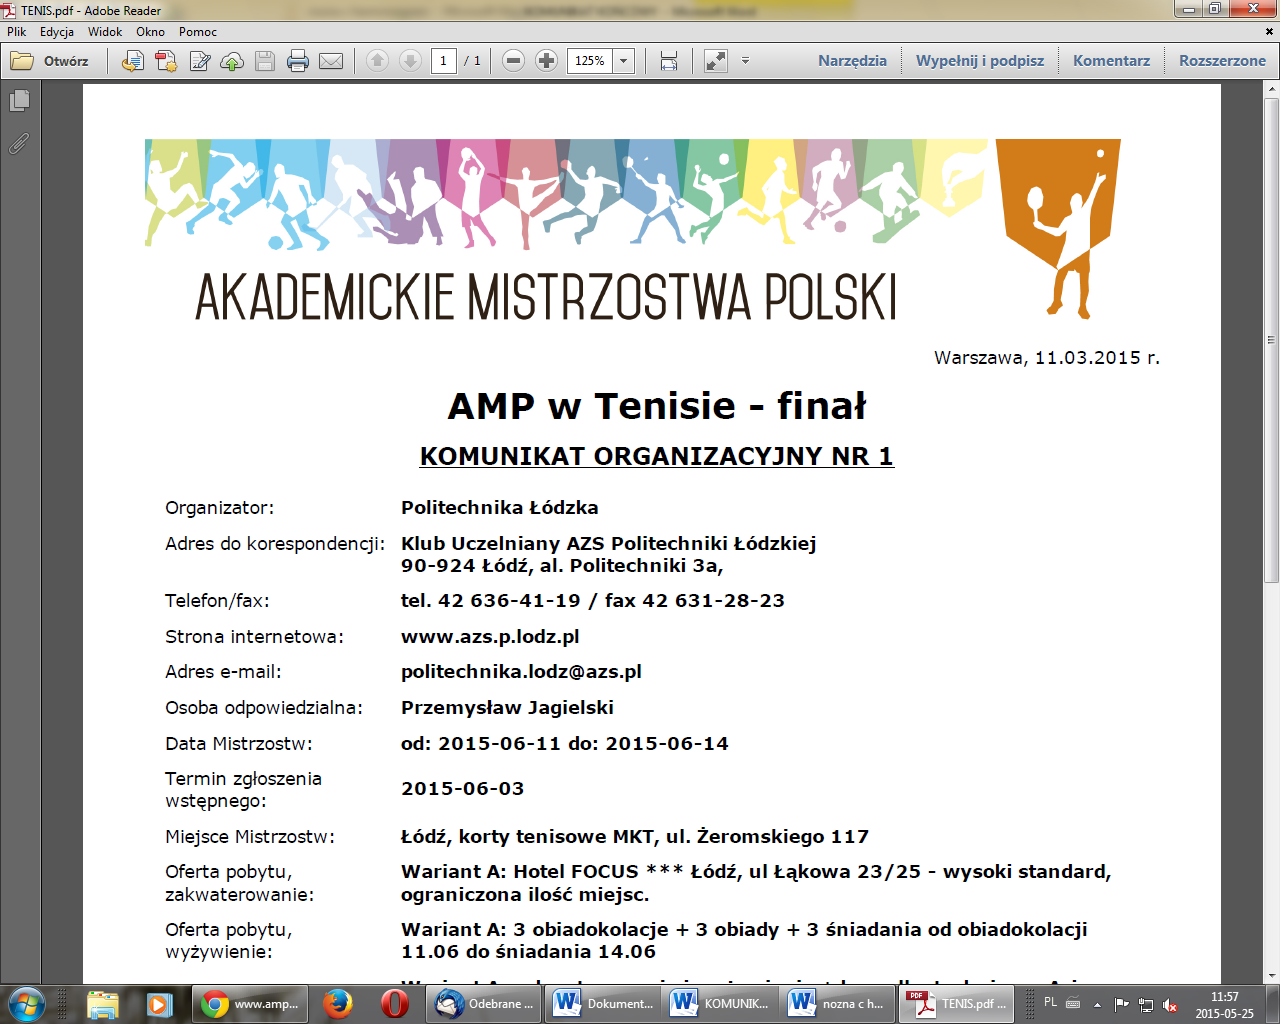 TENIS.pdf - Adobe Reader
Plik Edycja Widok Okno Pomoc
Otwórz 1 / 1 125% Narzędzia Wypełnij i podpisz Komentarz Rozszerzone
AKADEMICKIE MISTRZOSTWA POLSKI
Warszawa, 11.03.2015 r.
AMP w Tenisie - finał
KOMUNIKAT ORGANIZACYJNY NR 1
Organizator: Politechnika Łódzka
Adres do korespondencji: Klub Uczelniany AZS Politechniki Łódzkiej
90-924 Łódź, al. Politechniki 3a,
Telefon/fax: tel. 42 636-41-19 / fax 42 631-28-23
Strona internetowa: www.azs.p.lodz.pl
Adres e-mail: politechnika.lodz@azs.pl
Osoba odpowiedzialna: Przemysław Jagielski
Data Mistrzostw: od: 2015-06-11 do: 2015-06-14
Termin zgłoszenia
wstępnego: 2015-06-03
Miejsce Mistrzostw: Łódź, korty tenisowe MKT, ul. Żeromskiego 117
Oferta pobytu, Wariant A: Hotel FOCUS *** Łódź, ul Łąkowa 23/25 - wysoki standard,
zakwaterowanie: ograniczona ilość miejsc.
Oferta pobytu, Wariant A: 3 obiadokolacje + 3 obiady + 3 śniadania od obiadokolacji
wyżywienie: 11.06 do śniadania 14.06
www.amp... Odebrane ... Dokument... KOMUNIK... nozna c h... TENIS.pdf ... PL 11:57
2015-05-25